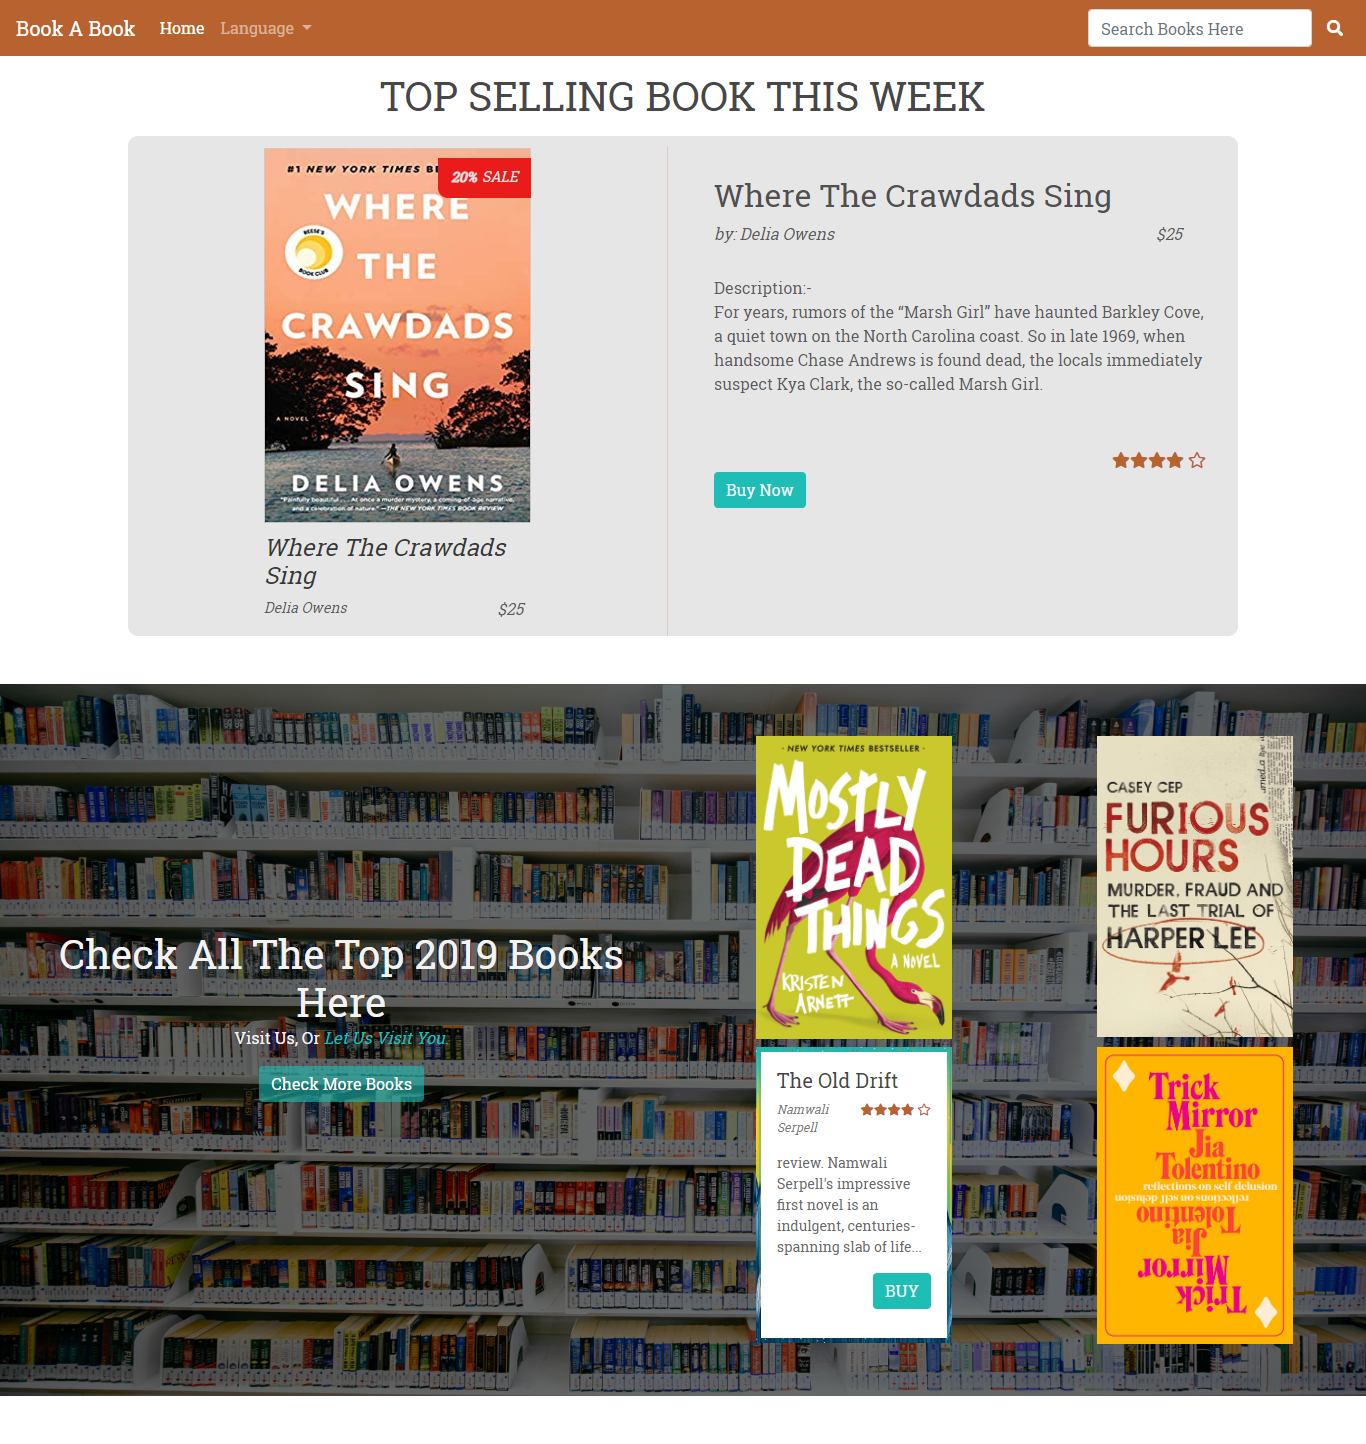 Book A Book Home Language Search Books Here
TOP SELLING BOOK THIS WEEK
#1 NEW YORK TIMES BE
20% SALE
WHERE
THE
CRAWDADS
SING
REESE'S
BOOK CLUB
A NOVEL
DELIA OWENS
"Painfully beautiful . . . At once a murder mystery, a coming-of-age narrative,
and a celebration of nature." —THE NEW YORK TIMES BOOK REVIEW
Where The Crawdads
Sing
Delia Owens $25
Where The Crawdads Sing
by: Delia Owens $25
Description:-
For years, rumors of the “Marsh Girl” have haunted Barkley Cove,
a quiet town on the North Carolina coast. So in late 1969, when
handsome Chase Andrews is found dead, the locals immediately
suspect Kya Clark, the so-called Marsh Girl.
Buy Now
Check All The Top 2019 Books
Here
Visit Us, Or Let Us Visit You
Check More Books
· NEW YORK TIMES BESTSELLER ·
MOSTLY
DEAD
THINGS
A NOVEL
KRISTEN
ARNETT
CASEY CEP
FURIOUS
HOURS
MURDER, FRAUD AND
THE LAST TRIAL OF
HARPER LEE
The Old Drift
Namwali
Serpell
review. Namwali
Serpell's impressive
first novel is an
indulgent, centuries-
spanning slab of life...
BUY
Trick
Mirror
Jia
Tolentino
reflections on self-delusion
reflections on self-delusion
Tolentino
Jia
Mirror
Trick